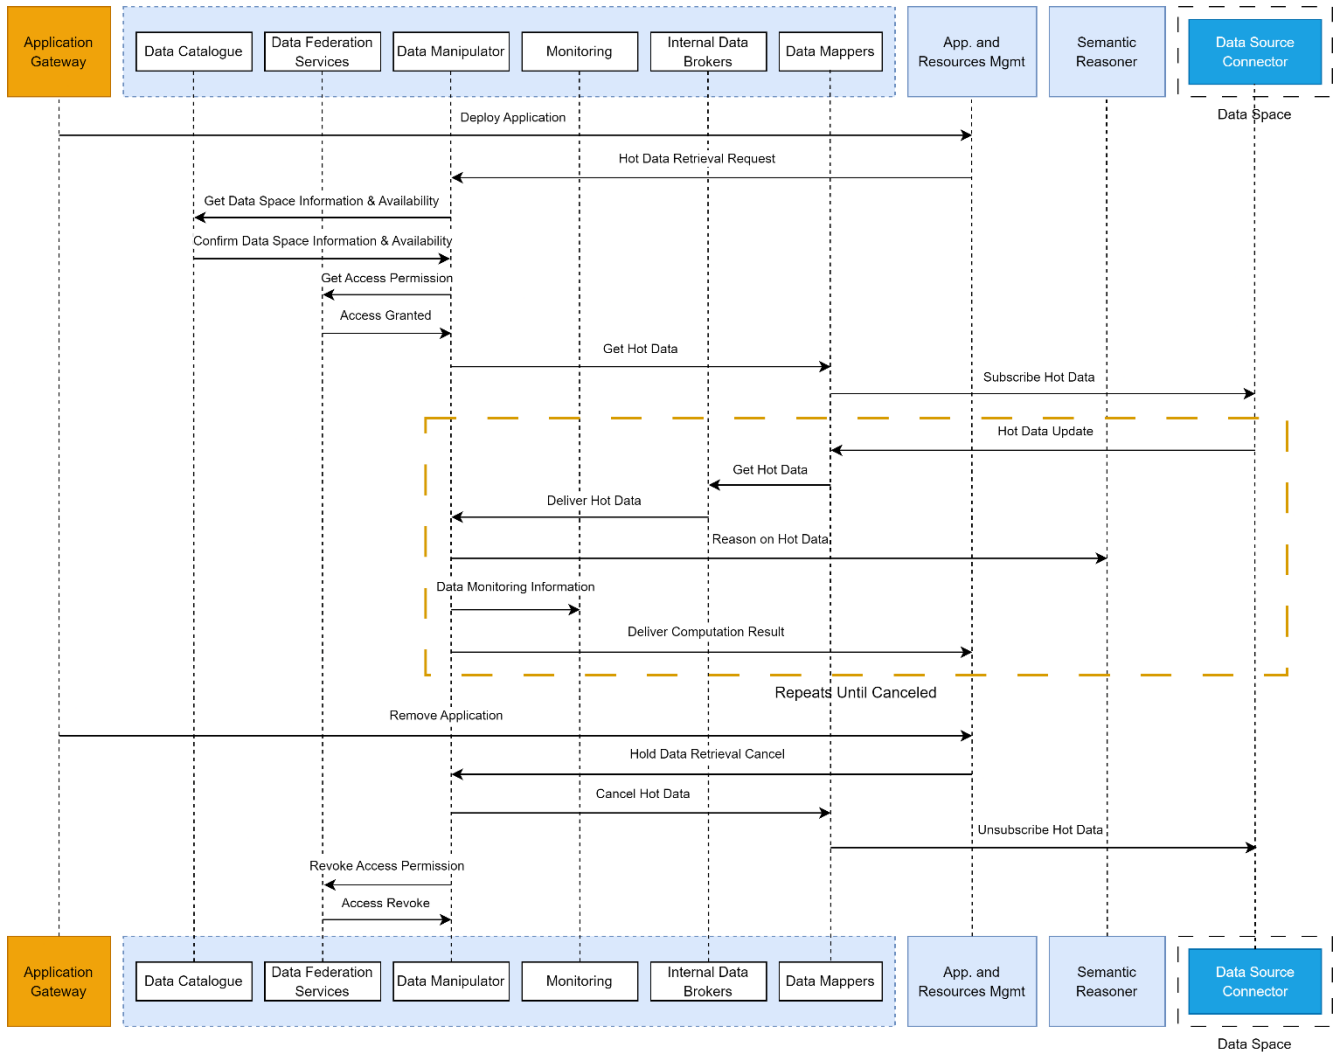 Application
Gateway
Data Catalogue
Data Federation
Services
Data Manipulator
Monitoring
Internal Data
Brokers
Data Mappers
App. and
Resources Mgmt
Semantic
Reasoner
Data Source
Connector
Data Space
Deploy Application
Hot Data Retrieval Request
Get Data Space Information & Availability
Confirm Data Space Information & Availability
Get Access Permission
Access Granted
Get Hot Data
Subscribe Hot Data
Hot Data Update
Get Hot Data
Deliver Hot Data
Reason on Hot Data
Data Monitoring Information
Deliver Computation Result
Repeats Until Canceled
Remove Application
Hold Data Retrieval Cancel
Cancel Hot Data
Unsubscribe Hot Data
Revoke Access Permission
Access Revoke
Application
Gateway
Data Catalogue
Data Federation
Services
Data Manipulator
Monitoring
Internal Data
Brokers
Data Mappers
App. and
Resources Mgmt
Semantic
Reasoner
Data Source
Connector
Data Space